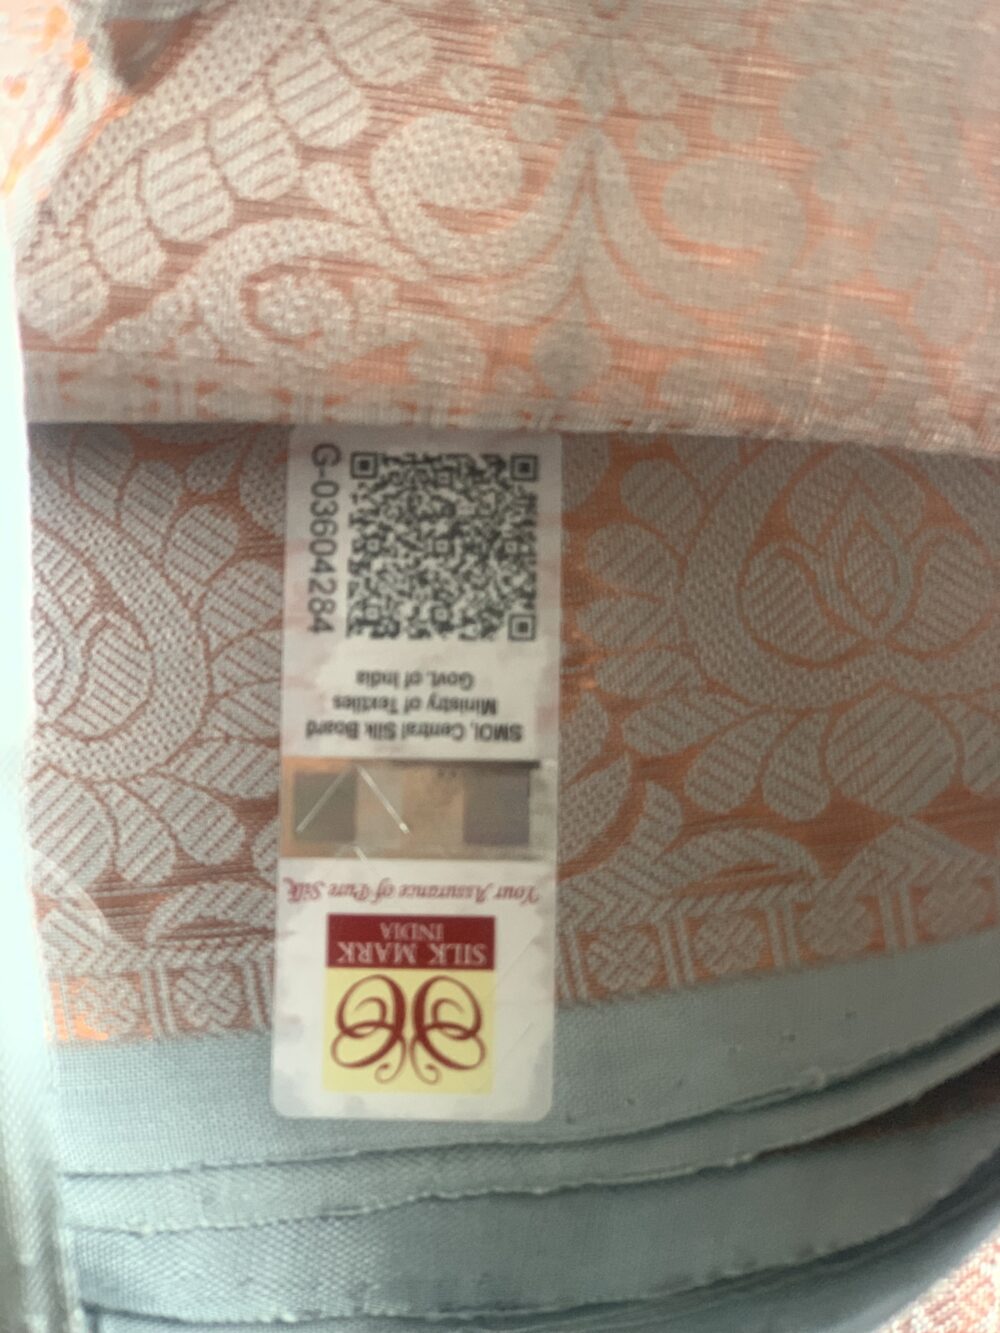 SILK MARK
INDIA
Your Assurance of Pure Silk
SMOI, Central Silk Board
Ministry of Textiles
Govt. of India
G-03604284